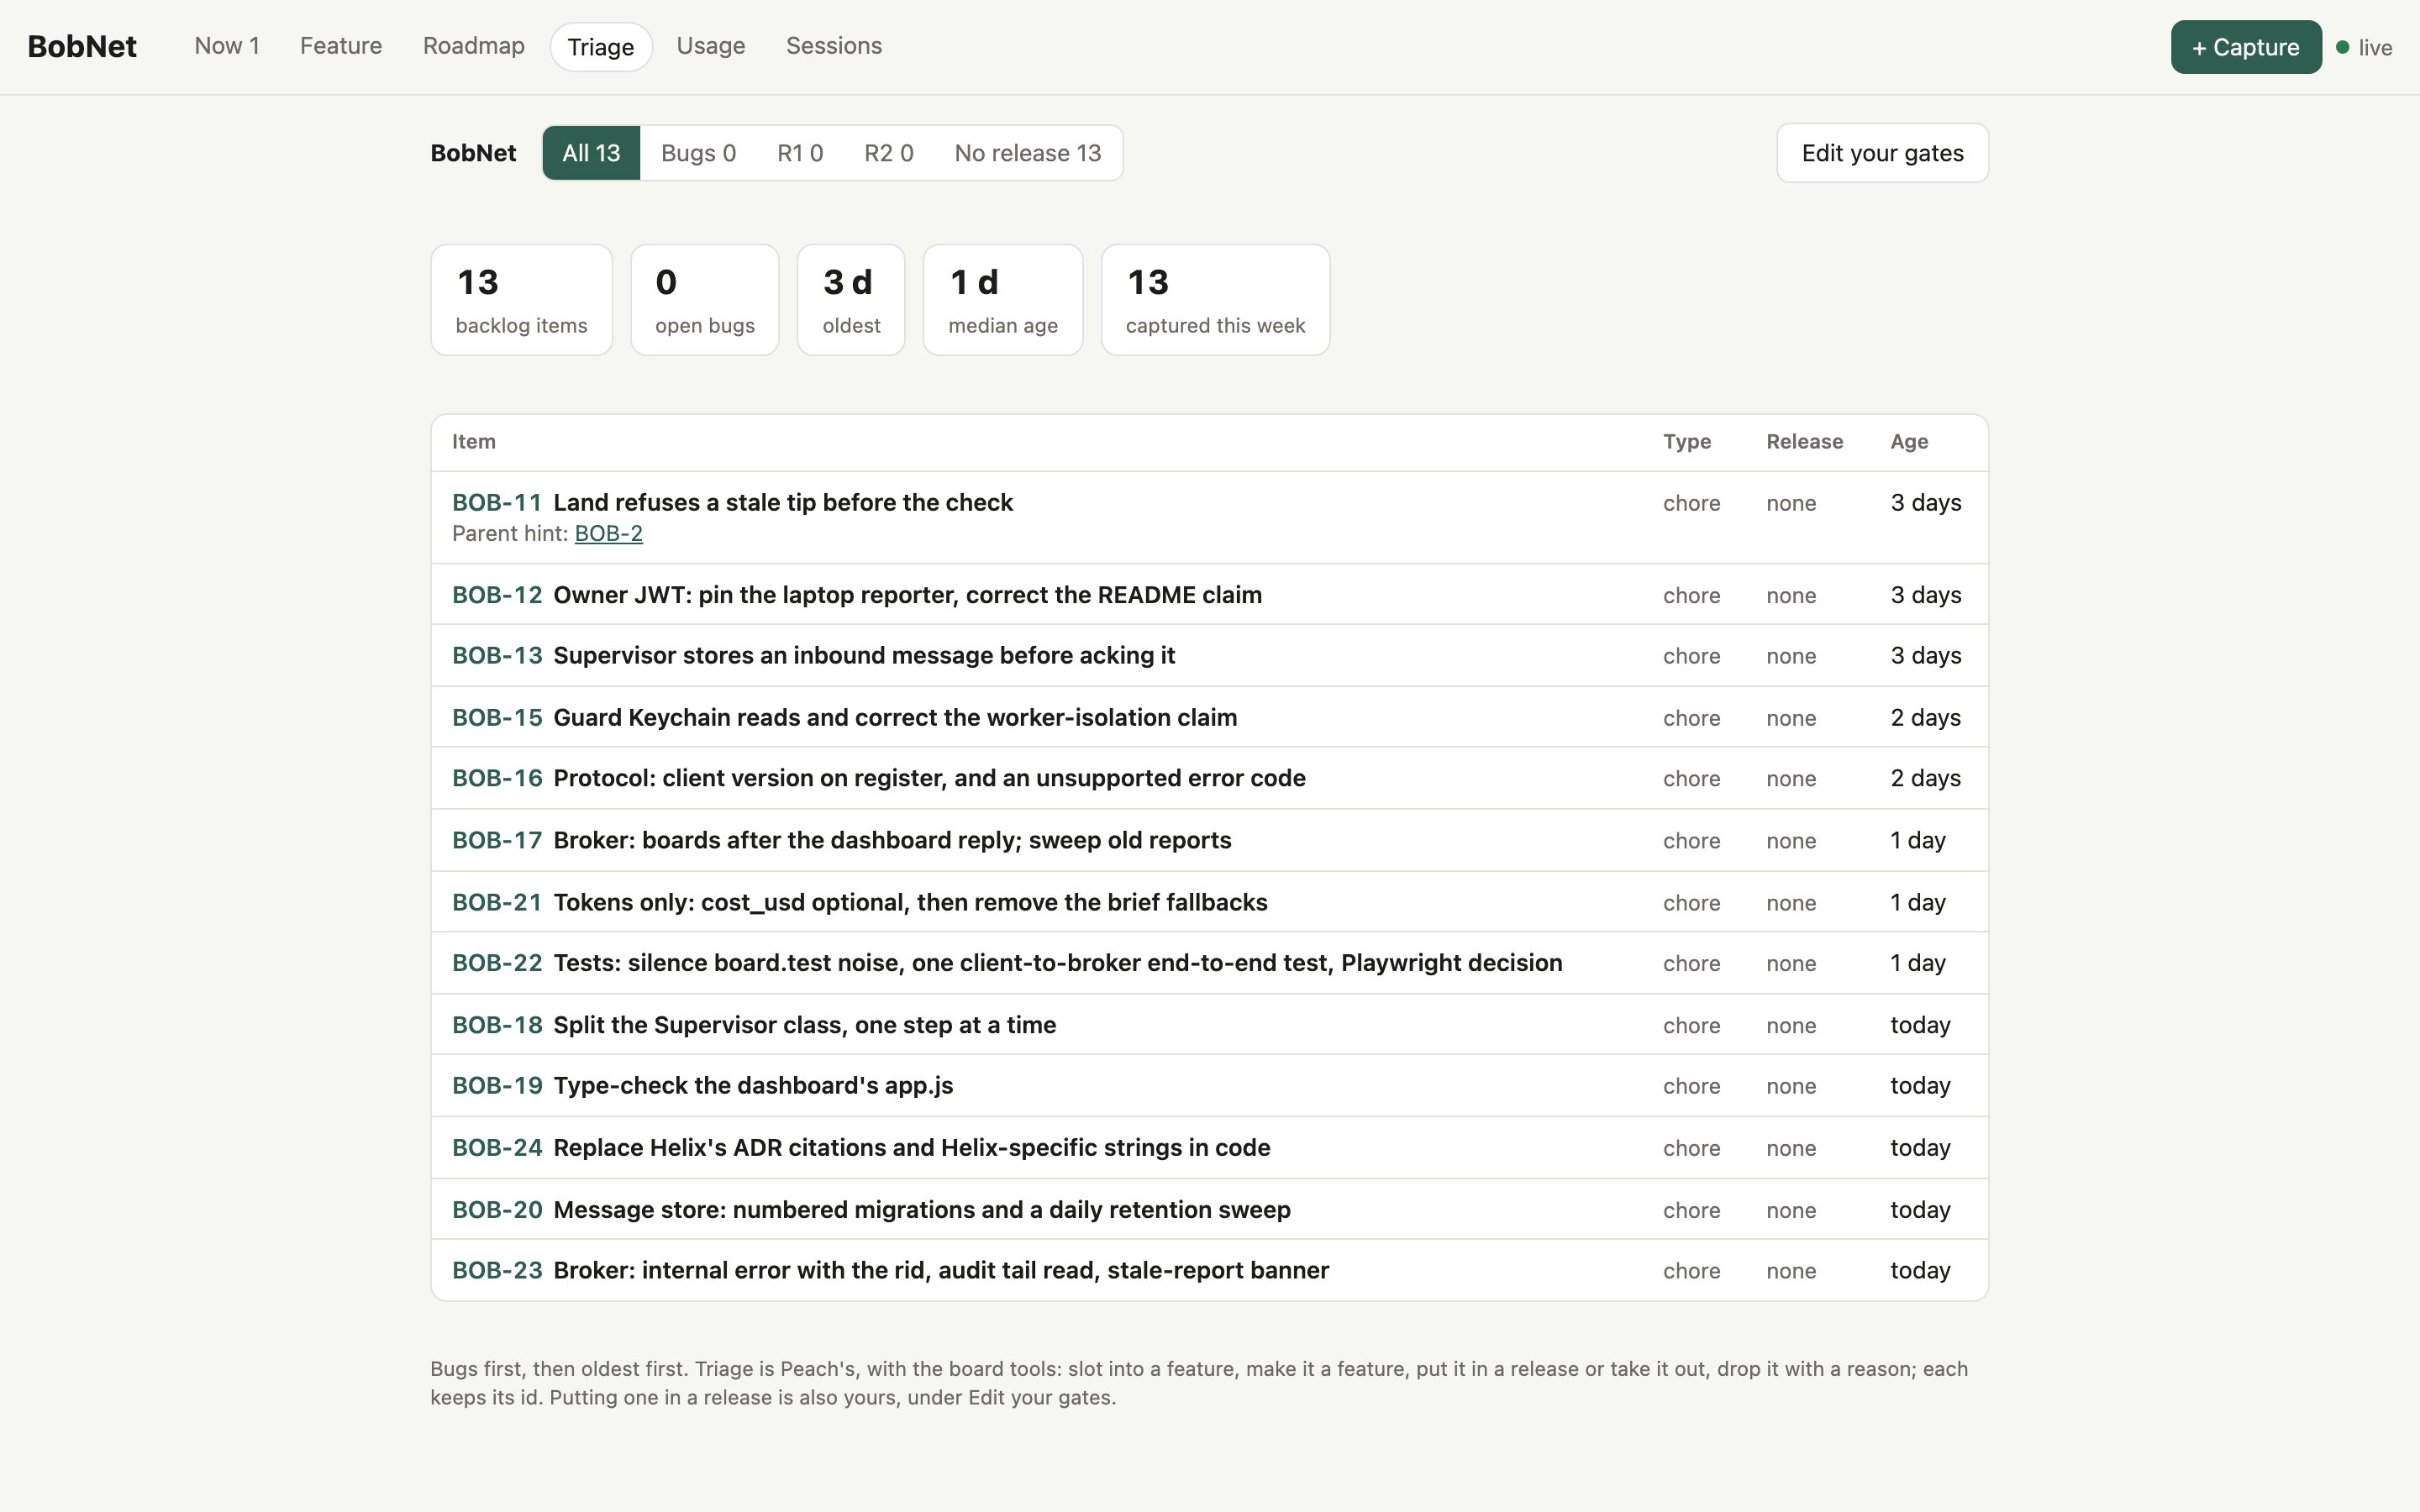 BobNet Now 1 Feature Roadmap Triage Usage Sessions + Capture live
BobNet All 13 Bugs 0 R1 0 R2 0 No release 13 Edit your gates
13 0 3 d 1 d 13
backlog items open bugs oldest median age captured this week
Item Type Release Age
BOB-11 Land refuses a stale tip before the check chore none 3 days
Parent hint: BOB-2
BOB-12 Owner JWT: pin the laptop reporter, correct the README claim chore none 3 days
BOB-13 Supervisor stores an inbound message before acking it chore none 3 days
BOB-15 Guard Keychain reads and correct the worker-isolation claim chore none 2 days
BOB-16 Protocol: client version on register, and an unsupported error code chore none 2 days
BOB-17 Broker: boards after the dashboard reply; sweep old reports chore none 1 day
BOB-21 Tokens only: cost_usd optional, then remove the brief fallbacks chore none 1 day
BOB-22 Tests: silence board.test noise, one client-to-broker end-to-end test, Playwright decision chore none 1 day
BOB-18 Split the Supervisor class, one step at a time chore none today
BOB-19 Type-check the dashboard's app.js chore none today
BOB-24 Replace Helix's ADR citations and Helix-specific strings in code chore none today
BOB-20 Message store: numbered migrations and a daily retention sweep chore none today
BOB-23 Broker: internal error with the rid, audit tail read, stale-report banner chore none today
Bugs first, then oldest first. Triage is Peach's, with the board tools: slot into a feature, make it a feature, put it in a release or take it out, drop it with a reason; each
keeps its id. Putting one in a release is also yours, under Edit your gates.